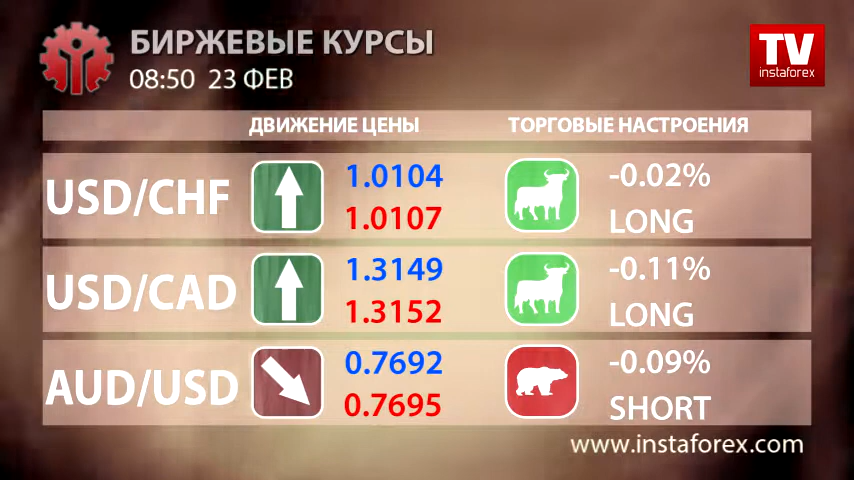 БИРЖЕВЫЕ КУРСЫ
08:50 23 ФЕВ
TV
instaforex
ДВИЖЕНИЕ ЦЕНЫ ТОРГОВЫЕ НАСТРОЕНИЯ
USD/CHF
1.0104
1.0107
-0.02%
LONG
USD/CAD
1.3149
1.3152
-0.11%
LONG
AUD/USD
0.7692
0.7695
-0.09%
SHORT
www.instaforex.com